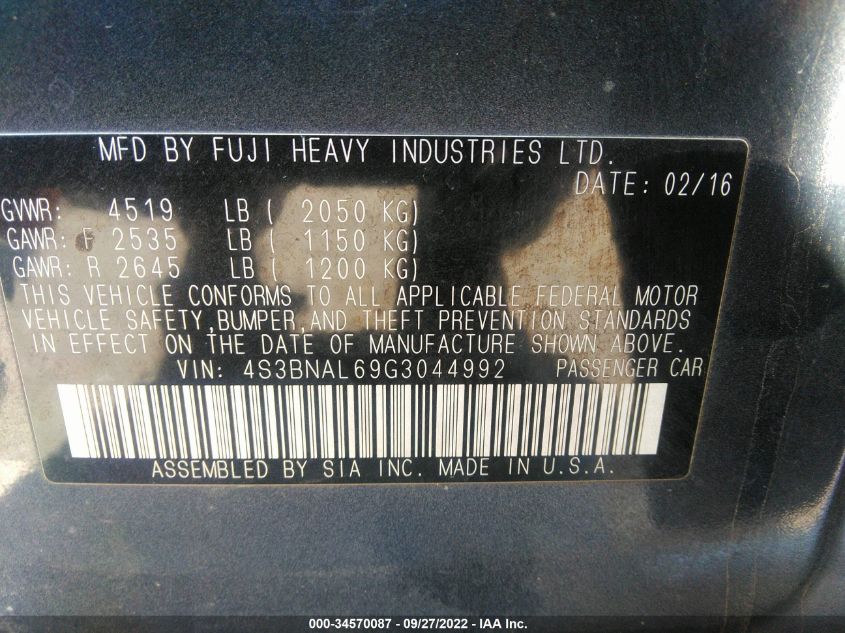 MFD BY FUJI HEAVY INDUSTRIES LTD.
DATE: 02/16
GVWR: 4519 LB ( 2050 KG)
GAWR: F 2535 LB ( 1150 KG)
GAWR: R 2645 LB ( 1200 KG)
THIS VEHICLE CONFORMS TO ALL APPLICABLE FEDERAL MOTOR
VEHICLE SAFETY,BUMPER,AND THEFT PREVENTION STANDARDS
IN EFFECT ON THE DATE OF MANUFACTURE SHOWN ABOVE.
VIN: 4S3BNAL69G3044992 PASSENGER CAR
ASSEMBLED BY SIA INC. MADE IN U.S.A.
000-34570087 - 09/27/2022 - IAA Inc.